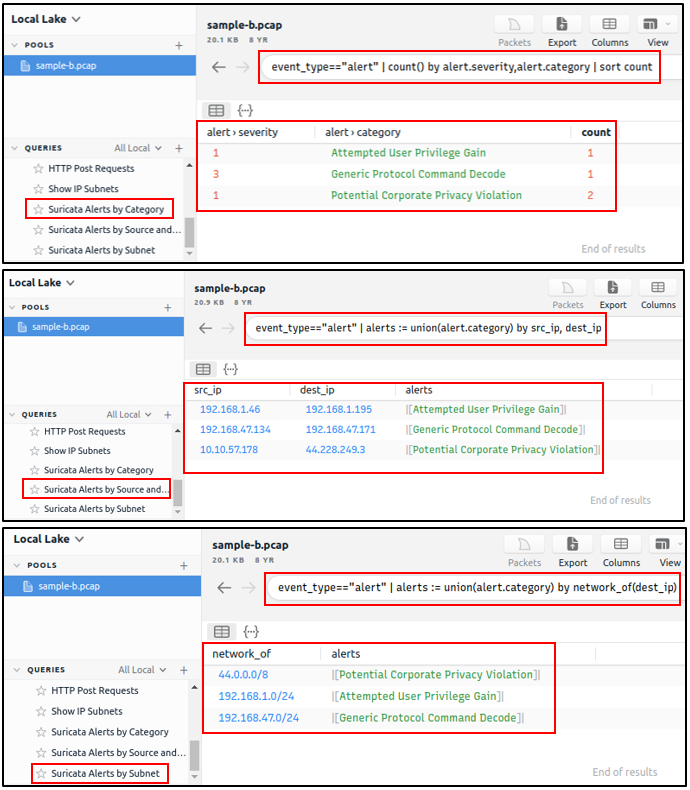 Local Lake
POOLS +
sample-b.pcap
QUERIES All Local +
HTTP Post Requests
Show IP Subnets
Suricata Alerts by Category
Suricata Alerts by Source and...
Suricata Alerts by Subnet
sample-b.pcap
20.1 KB 8 YR
Packets Export Columns View
event_type=="alert" | count() by alert.severity,alert.category | sort count
{···}
alert › severity alert › category count
1 Attempted User Privilege Gain 1
3 Generic Protocol Command Decode 1
1 Potential Corporate Privacy Violation 2
End of results
Local Lake
POOLS +
sample-b.pcap
QUERIES All Local +
HTTP Post Requests
Show IP Subnets
Suricata Alerts by Category
Suricata Alerts by Source and...
Suricata Alerts by Subnet
sample-b.pcap
20.9 KB 8 YR
Packets Export Columns
event_type=="alert" | alerts := union(alert.category) by src_ip, dest_ip
{···}
src_ip dest_ip alerts
192.168.1.46 192.168.1.195 |[Attempted User Privilege Gain]|
192.168.47.134 192.168.47.171 |[Generic Protocol Command Decode]|
10.10.57.178 44.228.249.3 |[Potential Corporate Privacy Violation]|
End of results
Local Lake
POOLS +
sample-b.pcap
QUERIES All Local +
HTTP Post Requests
Show IP Subnets
Suricata Alerts by Category
Suricata Alerts by Source and...
Suricata Alerts by Subnet
sample-b.pcap
20.1 KB 8 YR
Packets Export Columns View
event_type=="alert" | alerts := union(alert.category) by network_of(dest_ip)
{···}
network_of alerts
44.0.0.0/8 |[Potential Corporate Privacy Violation]|
192.168.1.0/24 |[Attempted User Privilege Gain]|
192.168.47.0/24 |[Generic Protocol Command Decode]|
End of results